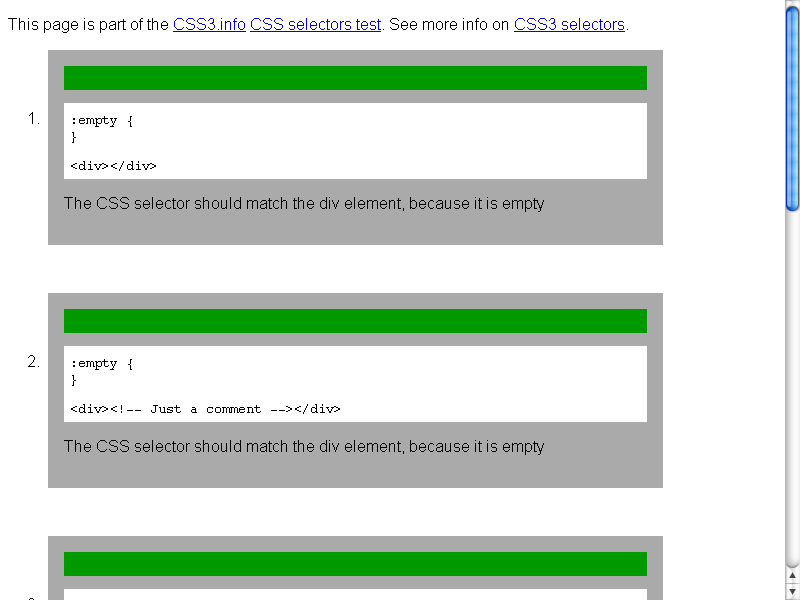 This page is part of the CSS3.info CSS selectors test. See more info on CSS3 selectors.
1.
:empty {
}
<div></div>
The CSS selector should match the div element, because it is empty
2.
:empty {
}
<div><!-- Just a comment --></div>
The CSS selector should match the div element, because it is empty